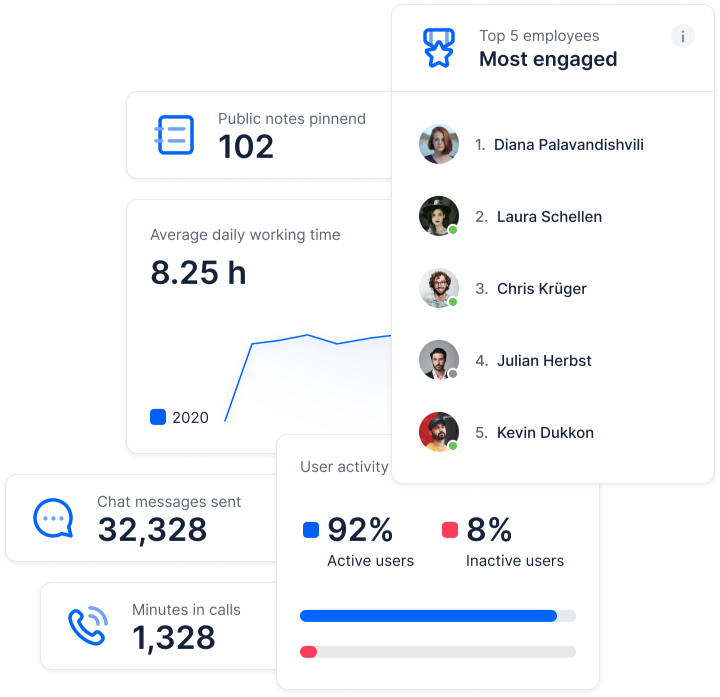 Top 5 employees
Most engaged
i
Public notes pinnend
102
1. Diana Palavandishvili
2. Laura Schellen
3. Chris Krüger
4. Julian Herbst
5. Kevin Dukkon
Average daily working time
8.25 h
2020
User activity
92%
Active users
8%
Inactive users
Chat messages sent
32,328
Minutes in calls
1,328